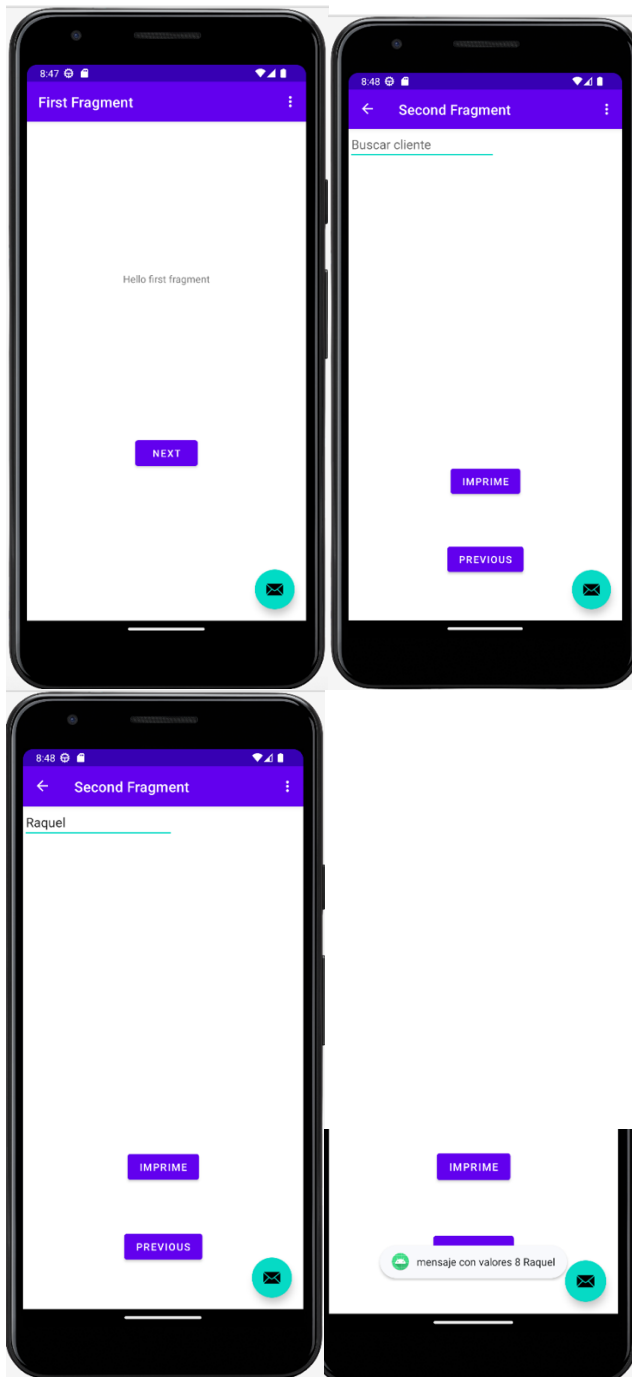 8:47
First Fragment
Hello first fragment
NEXT
8:48
Second Fragment
Buscar cliente
IMPRIME
PREVIOUS
8:48
Second Fragment
Raquel
IMPRIME
PREVIOUS
IMPRIME
mensaje con valores 8 Raquel